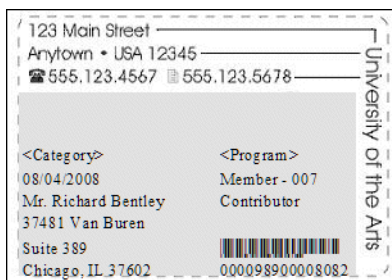 123 Main Street
Anytown • USA 12345
☎555.123.4567 555.123.5678
University of the Arts
<Category>
08/04/2008
Mr. Richard Bentley
37481 Van Buren
Suite 389
Chicago, IL 37602
<Program>
Member - 007
Contributor
000098900008082